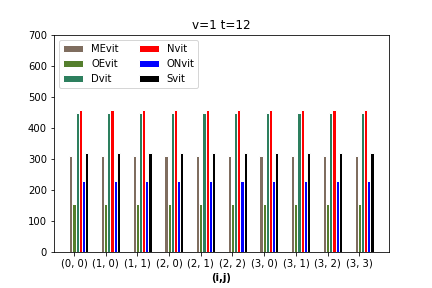 v=1 t=12
700
600
500
400
300
200
100
0
MEvit
OEvit
Dvit
Nvit
ONvit
Svit
(0, 0) (1, 0) (1, 1) (2, 0) (2, 1) (2, 2) (3, 0) (3, 1) (3, 2) (3, 3)
(i,j)